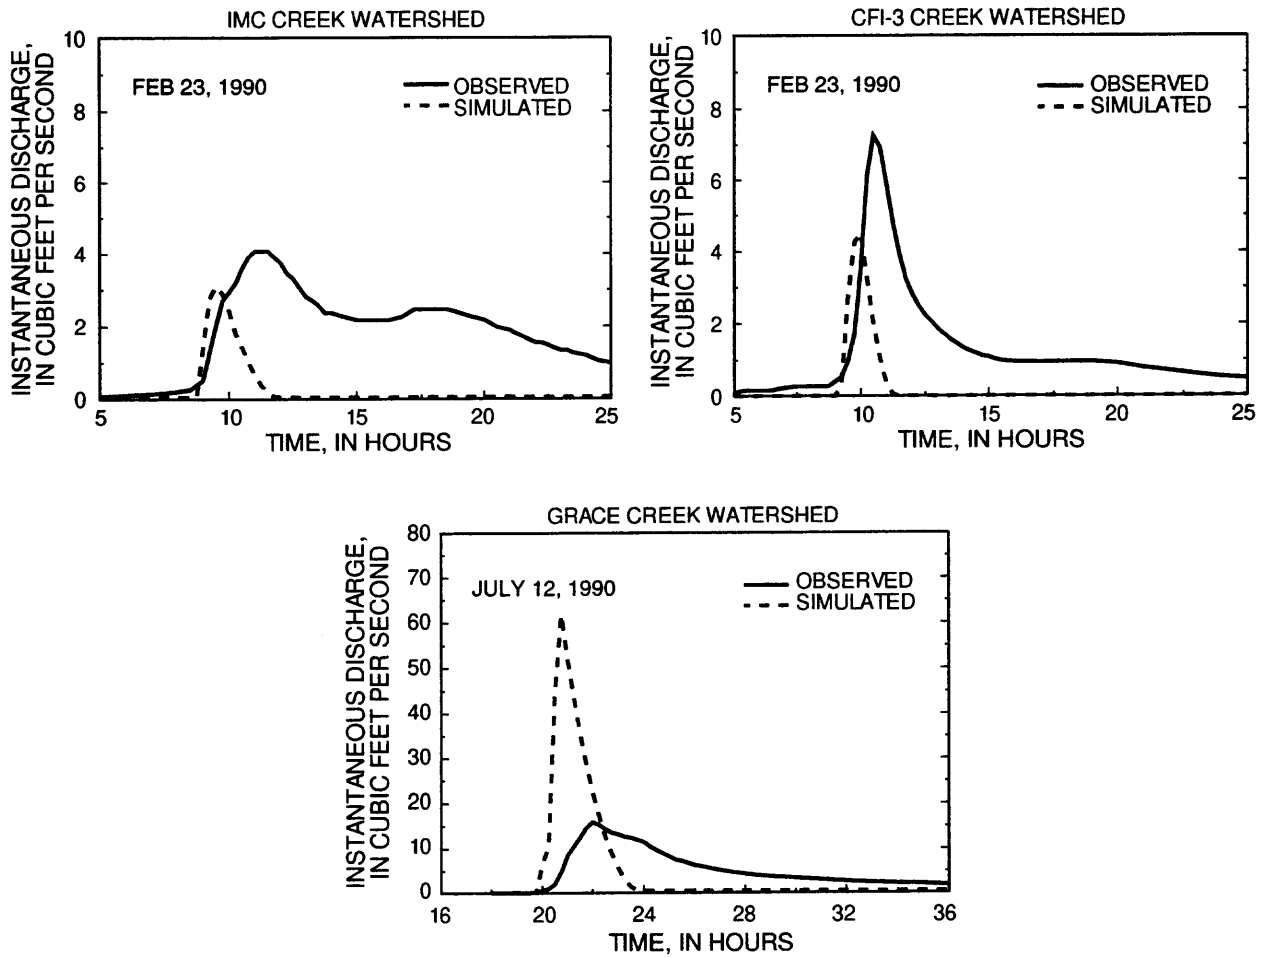 IMC CREEK WATERSHED
INSTANTANEOUS DISCHARGE,
IN CUBIC FEET PER SECOND
10
8
6
4
2
0
FEB 23, 1990
OBSERVED
SIMULATED
5 10 15 20 25
TIME, IN HOURS
CFI-3 CREEK WATERSHED
INSTANTANEOUS DISCHARGE,
IN CUBIC FEET PER SECOND
10
8
6
4
2
0
FEB 23, 1990
OBSERVED
SIMULATED
5 10 15 20 25
TIME, IN HOURS
GRACE CREEK WATERSHED
INSTANTANEOUS DISCHARGE,
IN CUBIC FEET PER SECOND
80
70
60
50
40
30
20
10
0
JULY 12, 1990
OBSERVED
SIMULATED
16 20 24 28 32 36
TIME, IN HOURS